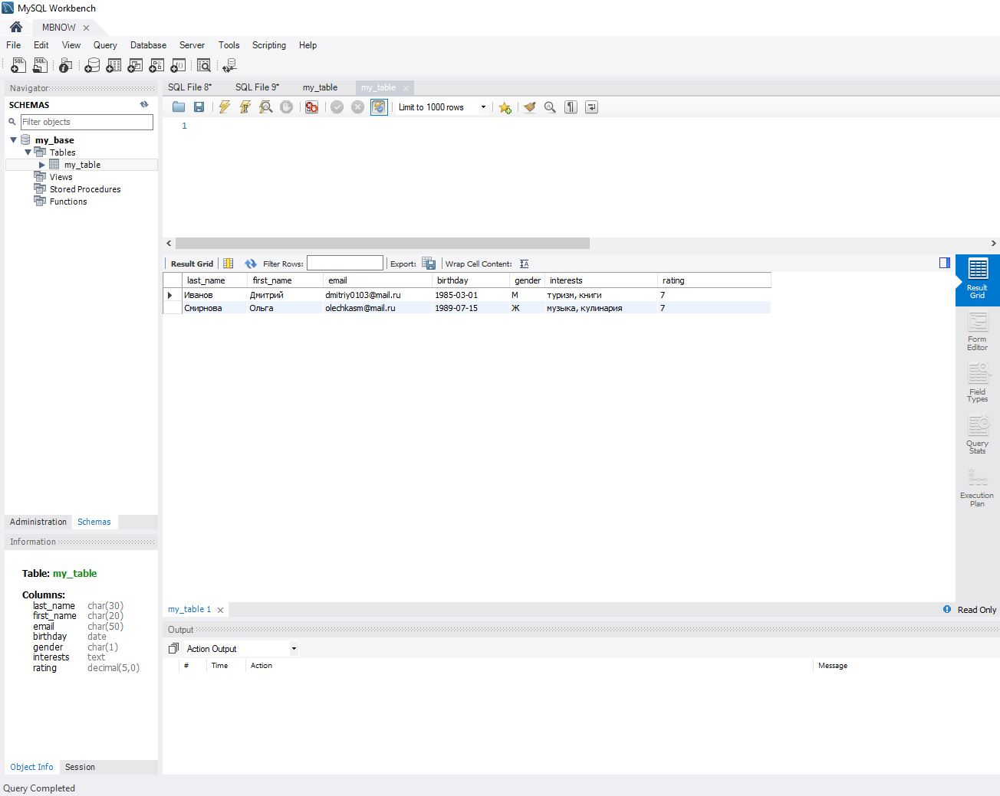 MySQL Workbench
MBNOW
File Edit View Query Database Server Tools Scripting Help
Navigator
SCHEMAS
Filter objects
my_base
Tables
my_table
Views
Stored Procedures
Functions
Administration Schemas
Information
Table: my_table
Columns:
last_name char(30)
first_name char(20)
email char(50)
birthday date
gender char(1)
interests text
rating decimal(5,0)
Object Info Session
SQL File 8* SQL File 9* my_table my_table
Limit to 1000 rows
1
Result Grid Filter Rows: Export: Wrap Cell Content:
last_name first_name email birthday gender interests rating
Иванов Дмитрий dmitriy0103@mail.ru 1985-03-01 М туризм, книги 7
Смирнова Ольга olechkasm@mail.ru 1989-07-15 Ж музыка, кулинария 7
Result
Grid
Form
Editor
Field
Types
Query
Stats
Execution
Plan
my_table 1 Read Only
Output
Action Output
# Time Action Message
Query Completed